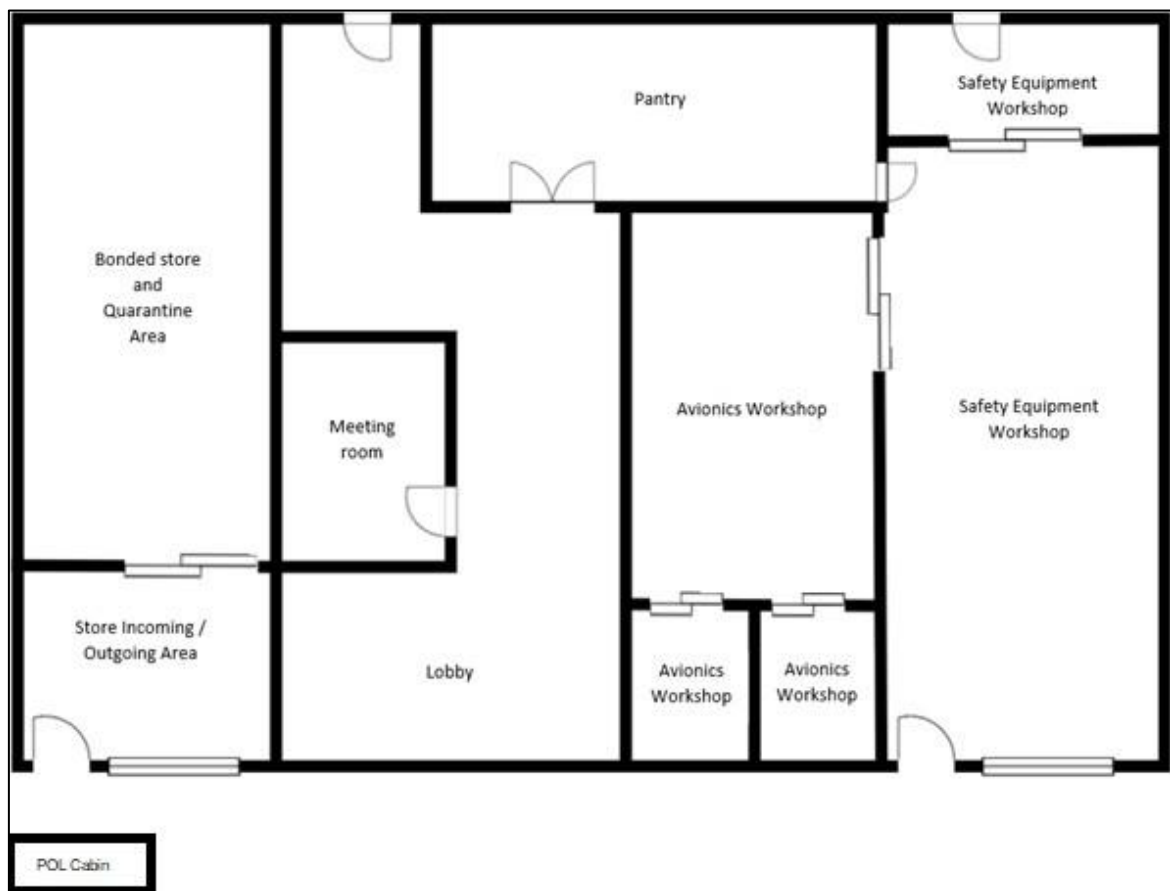 Pantry
Safety Equipment
Workshop
Bonded store
and
Quarantine
Area
Meeting
room
Avionics Workshop
Safety Equipment
Workshop
Store Incoming /
Outgoing Area
Lobby
Avionics
Workshop
Avionics
Workshop
POL Cabin